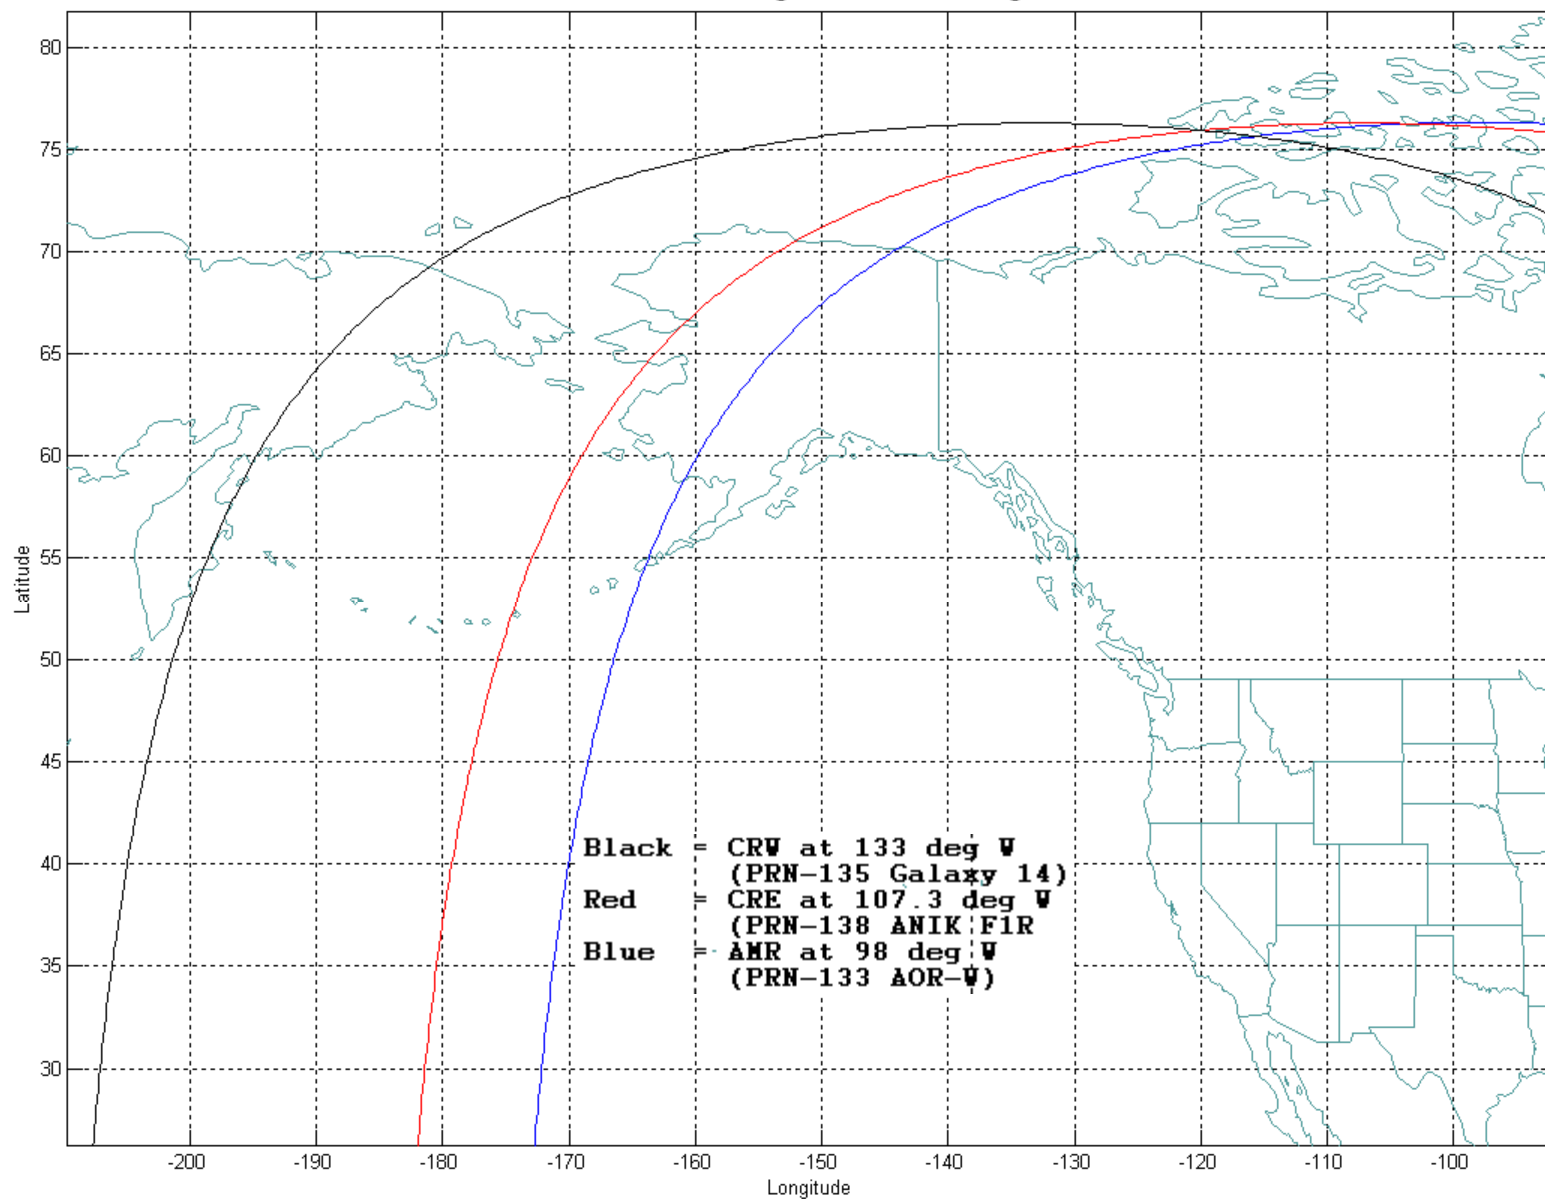 80
75
70
65
60
55
50
45
40
35
30
Latitude
Black = CRW at 133 deg W
(PRN-135 Galaxy 14)
Red = CRE at 107.3 deg W
(PRN-138 ANIK F1R
Blue = AMR at 98 deg W
(PRN-133 AOR-W)
-200 -190 -180 -170 -160 -150 -140 -130 -120 -110 -100
Longitude